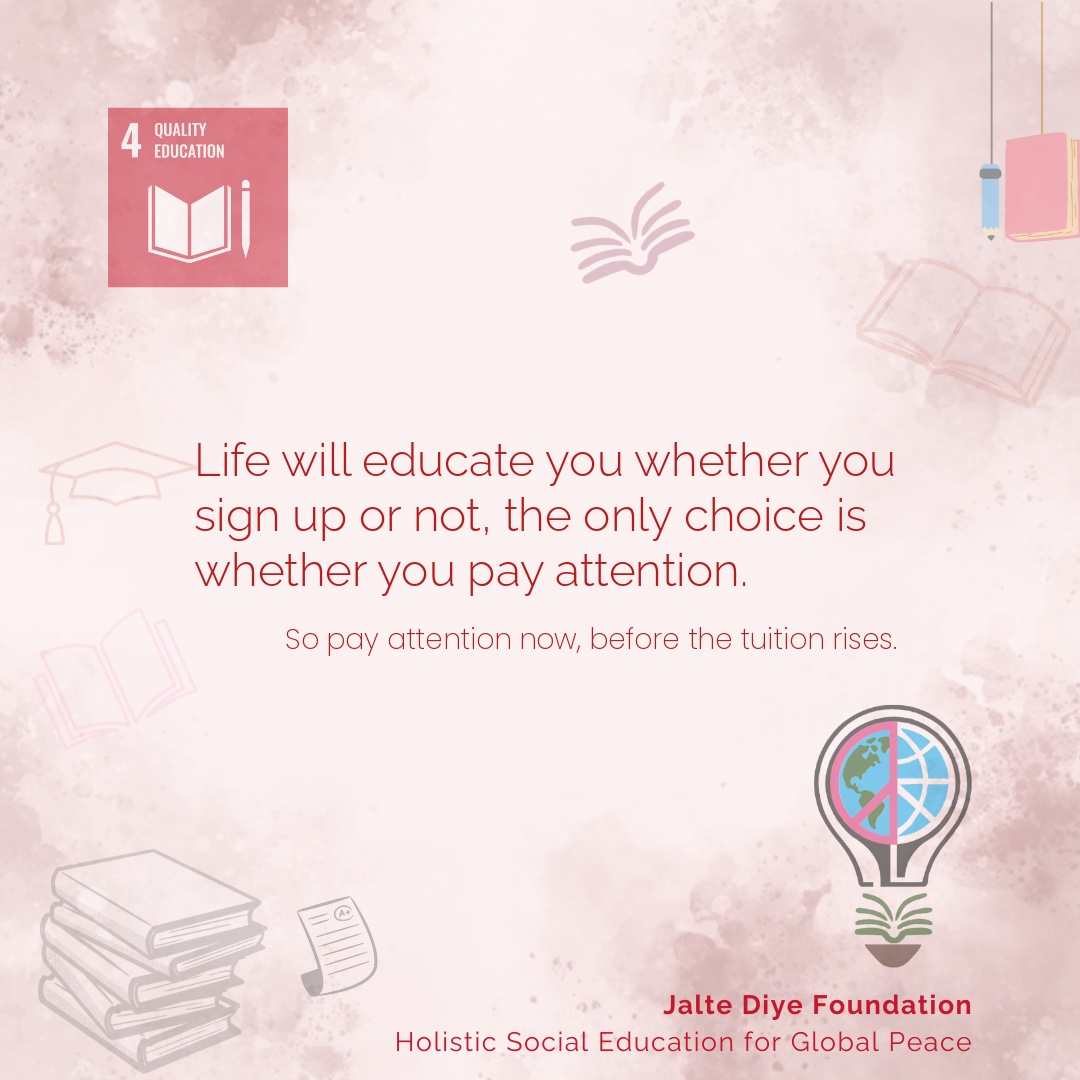 4 QUALITY
EDUCATION
Life will educate you whether you
sign up or not, the only choice is
whether you pay attention.
So pay attention now, before the tuition rises.
A+
Jalte Diye Foundation
Holistic Social Education for Global Peace